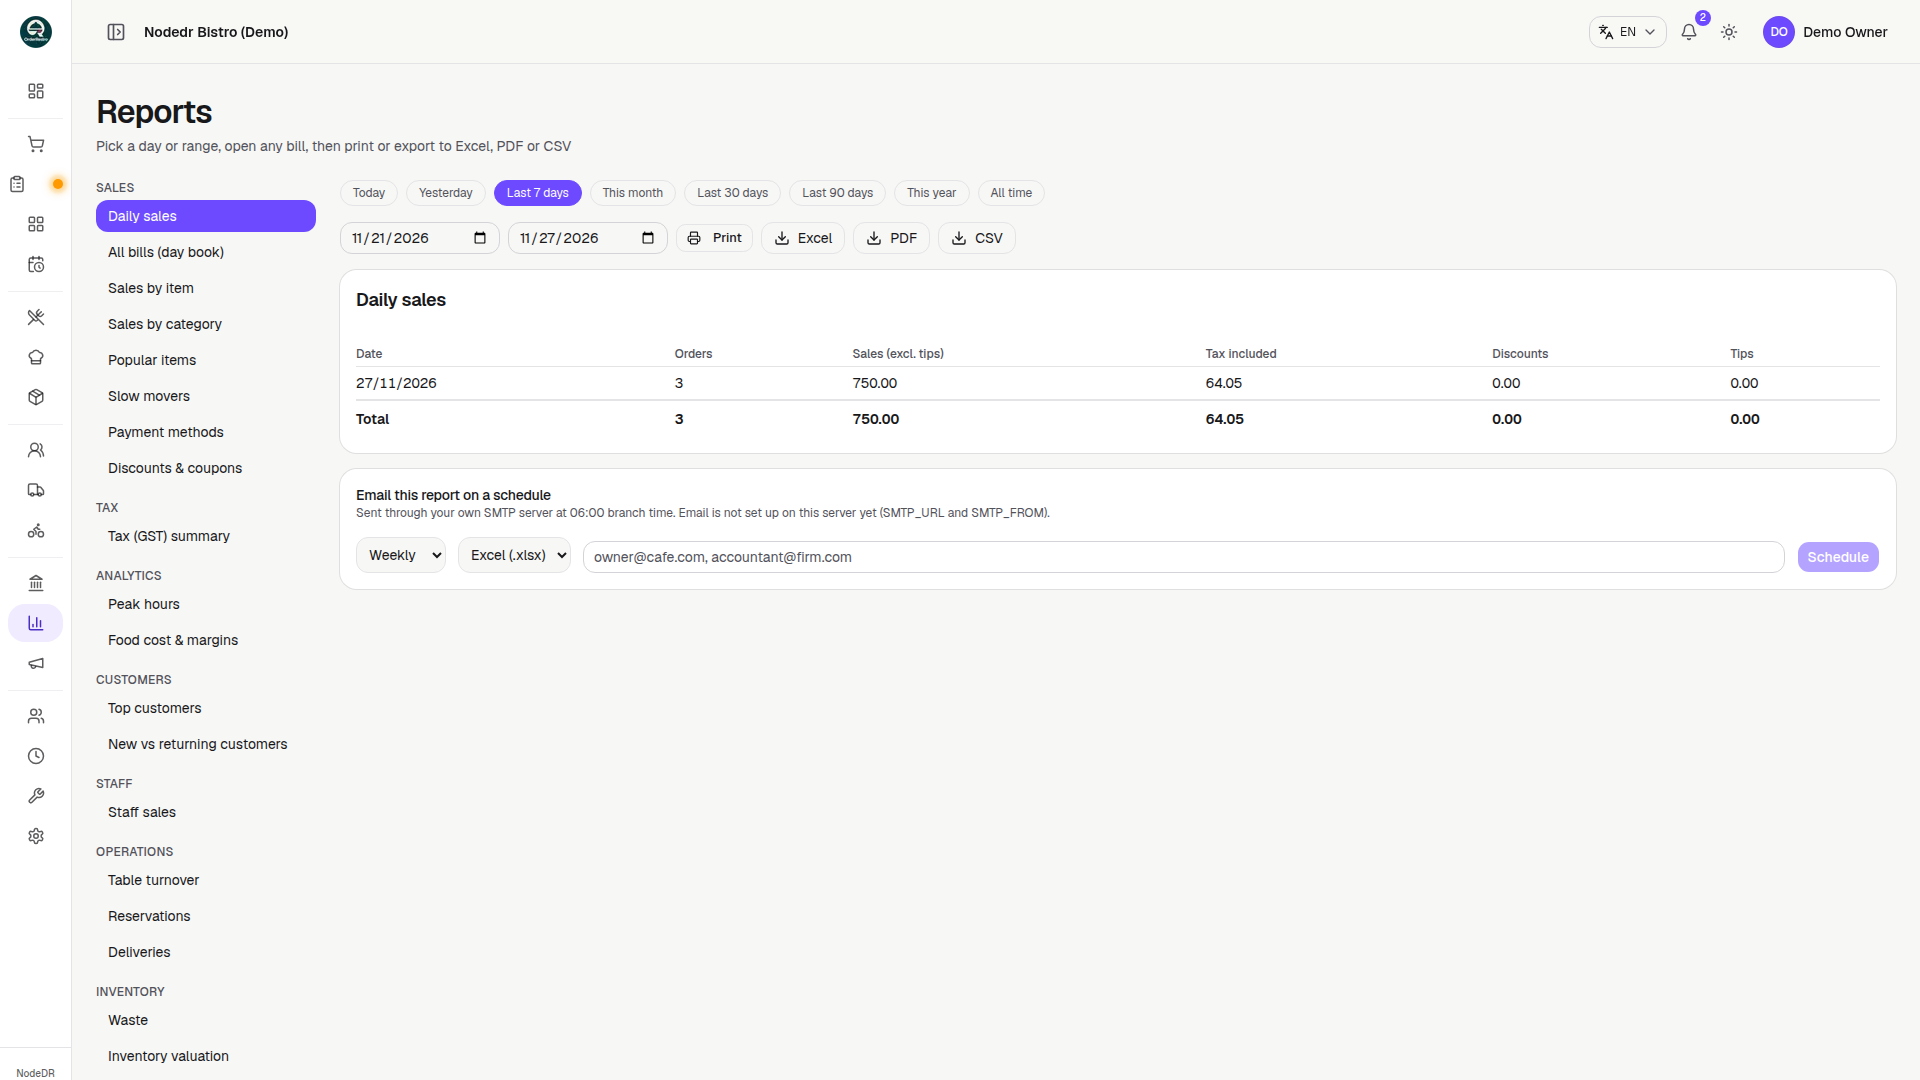 Nodedr Bistro (Demo)
EN
2
DO
Demo Owner
Reports
Pick a day or range, open any bill, then print or export to Excel, PDF or CSV
SALES
Daily sales
All bills (day book)
Sales by item
Sales by category
Popular items
Slow movers
Payment methods
Discounts & coupons
TAX
Tax (GST) summary
ANALYTICS
Peak hours
Food cost & margins
CUSTOMERS
Top customers
New vs returning customers
STAFF
Staff sales
OPERATIONS
Table turnover
Reservations
Deliveries
INVENTORY
Waste
Inventory valuation
NodeDR
Today Yesterday Last 7 days This month Last 30 days Last 90 days This year All time
11/21/2026 11/27/2026 Print Excel PDF CSV
Daily sales
Date Orders Sales (excl. tips) Tax included Discounts Tips
27/11/2026 3 750.00 64.05 0.00 0.00
Total 3 750.00 64.05 0.00 0.00
Email this report on a schedule
Sent through your own SMTP server at 06:00 branch time. Email is not set up on this server yet (SMTP_URL and SMTP_FROM).
Weekly Excel (.xlsx) owner@cafe.com, accountant@firm.com Schedule